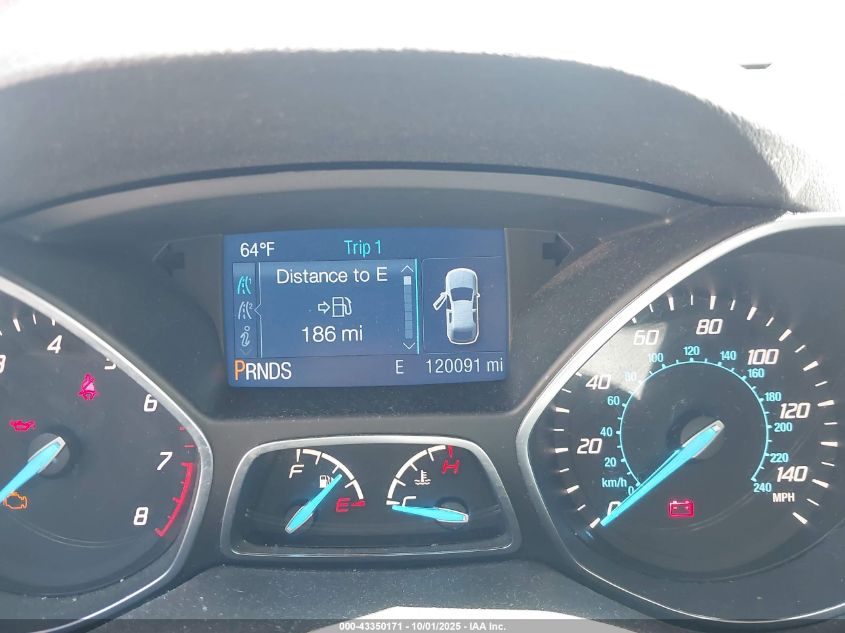 64°F Trip 1
Distance to E
186 mi
PRNDS E 120091 mi
3 4 5 6 7 8
F E
C H
0 20 40 60 80 100 120 140
MPH
0 20 40 60 80 100 120 140 160 180 200 220 240
km/h
000-43350171 - 10/01/2025 - IAA Inc.